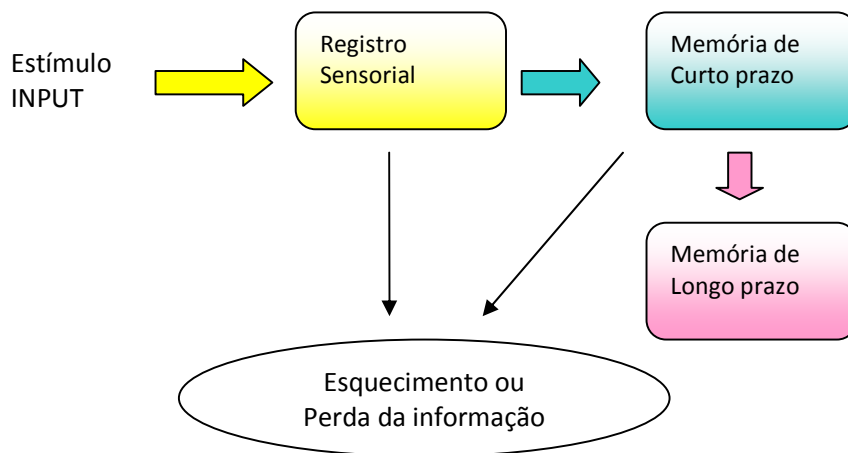 Estímulo
INPUT
Registro
Sensorial
Memória de
Curto prazo
Memória de
Longo prazo
Esquecimento ou
Perda da informação